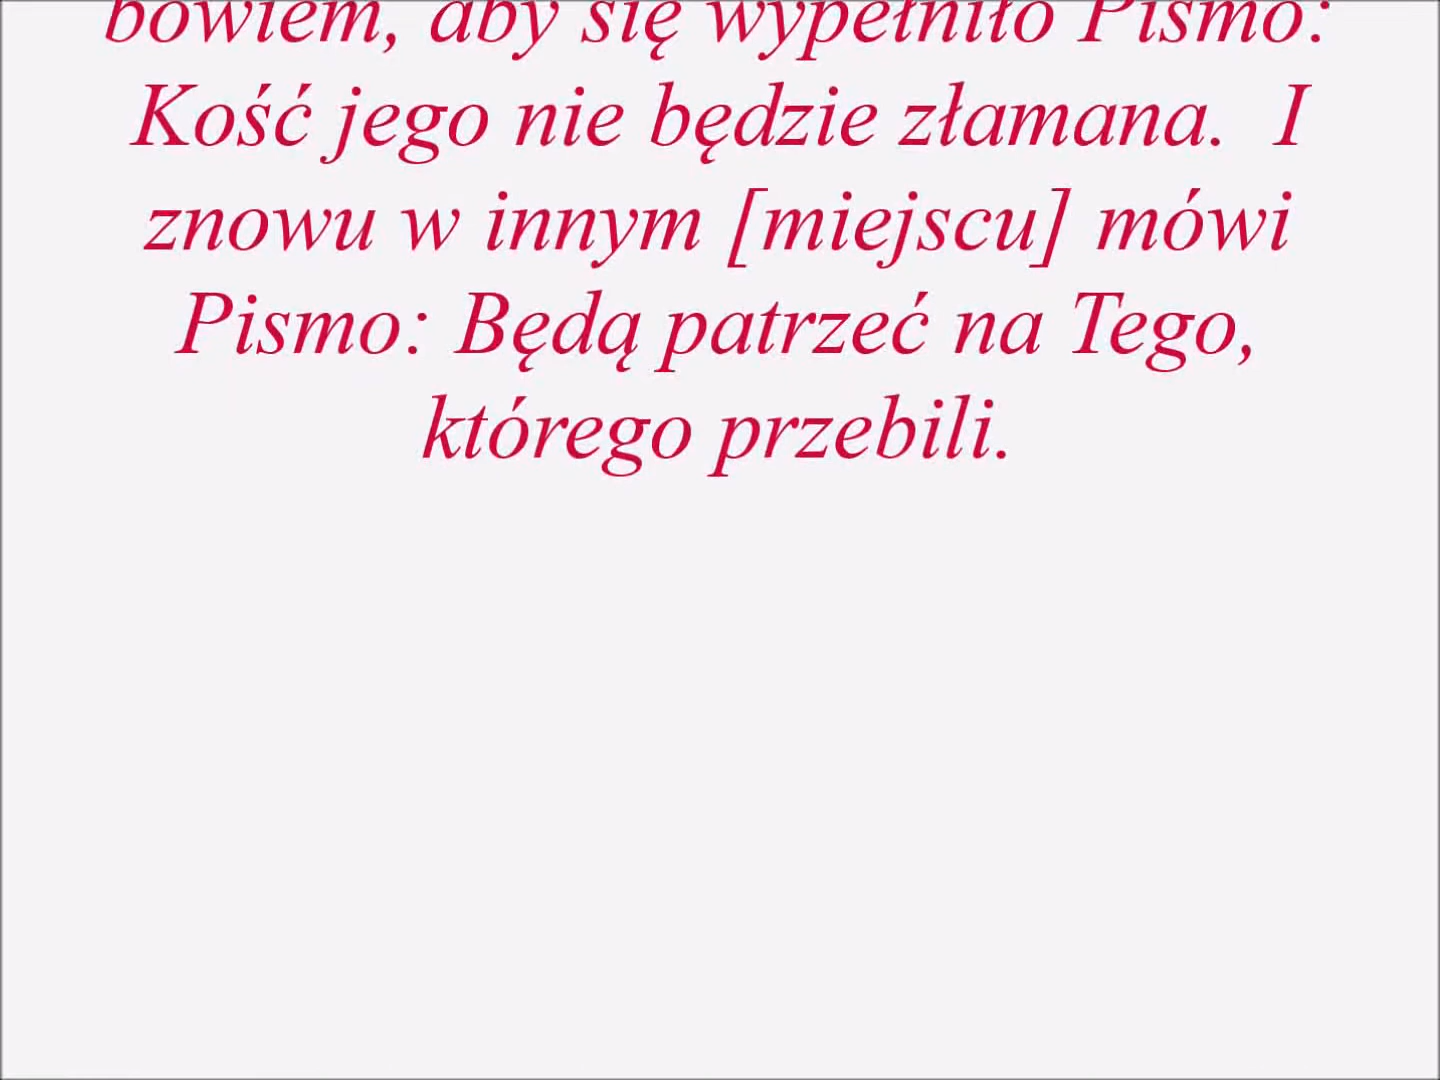 bowiem, aby się wypełniło Pismo:
Kość jego nie będzie złamana. I
znowu w innym [miejscu] mówi
Pismo: Będą patrzeć na Tego,
którego przebili.